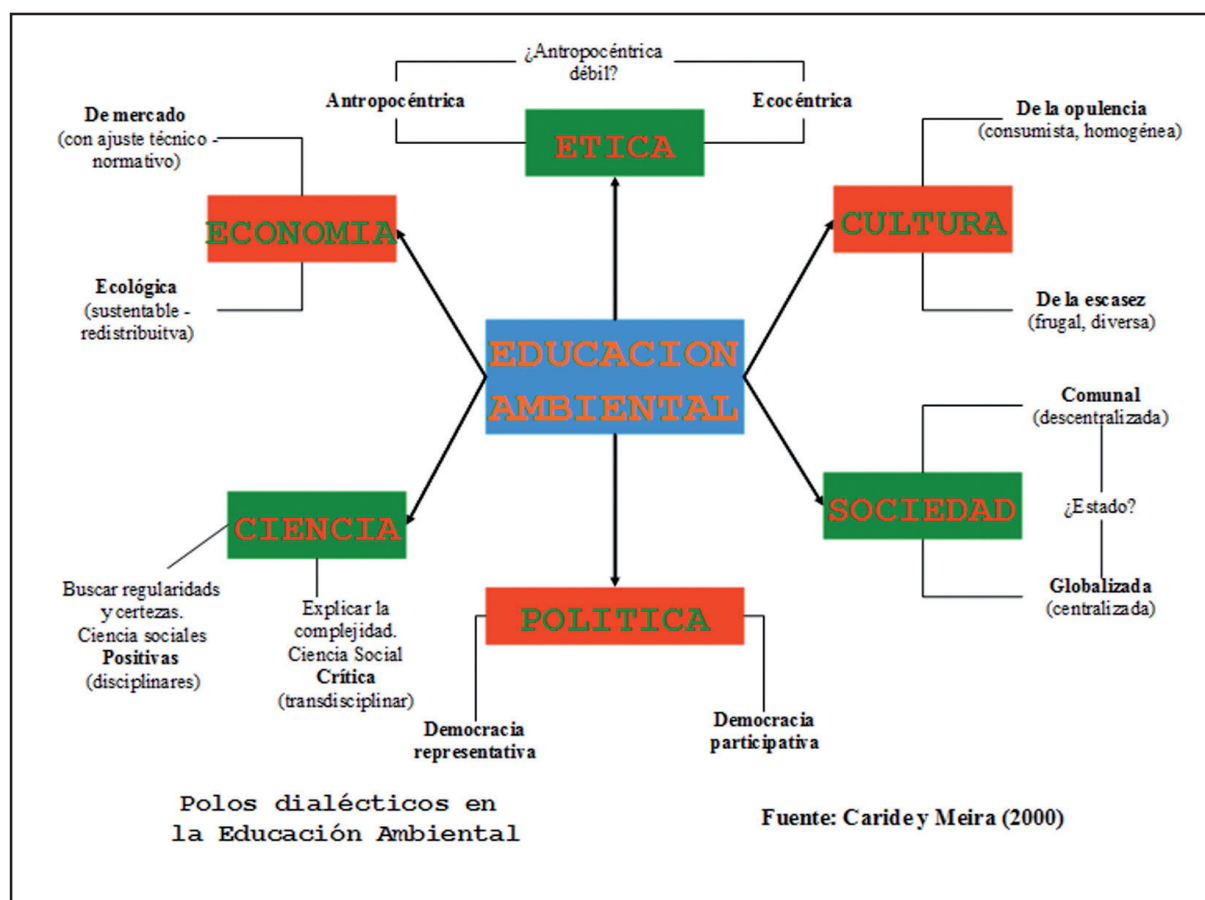 ¿Antropocéntrica
débil?
Antropocéntrica
Ecocéntrica
ETICA
De mercado
(con ajuste técnico -
normativo)
ECONOMIA
Ecológica
(sustentable -
redistribuitva)
De la opulencia
(consumista, homogénea)
CULTURA
De la escasez
(frugal, diversa)
EDUCACION
AMBIENTAL
Comunal
(descentralizada)
SOCIEDAD
¿Estado?
Globalizada
(centralizada)
CIENCIA
Buscar regularidads
y certezas.
Ciencia sociales
Positivas
(disciplinares)
Explicar la
complejidad.
Ciencia Social
Crítica
(transdisciplinar)
POLITICA
Democracia
representativa
Democracia
participativa
Polos dialécticos en
la Educación Ambiental
Fuente: Caride y Meira (2000)